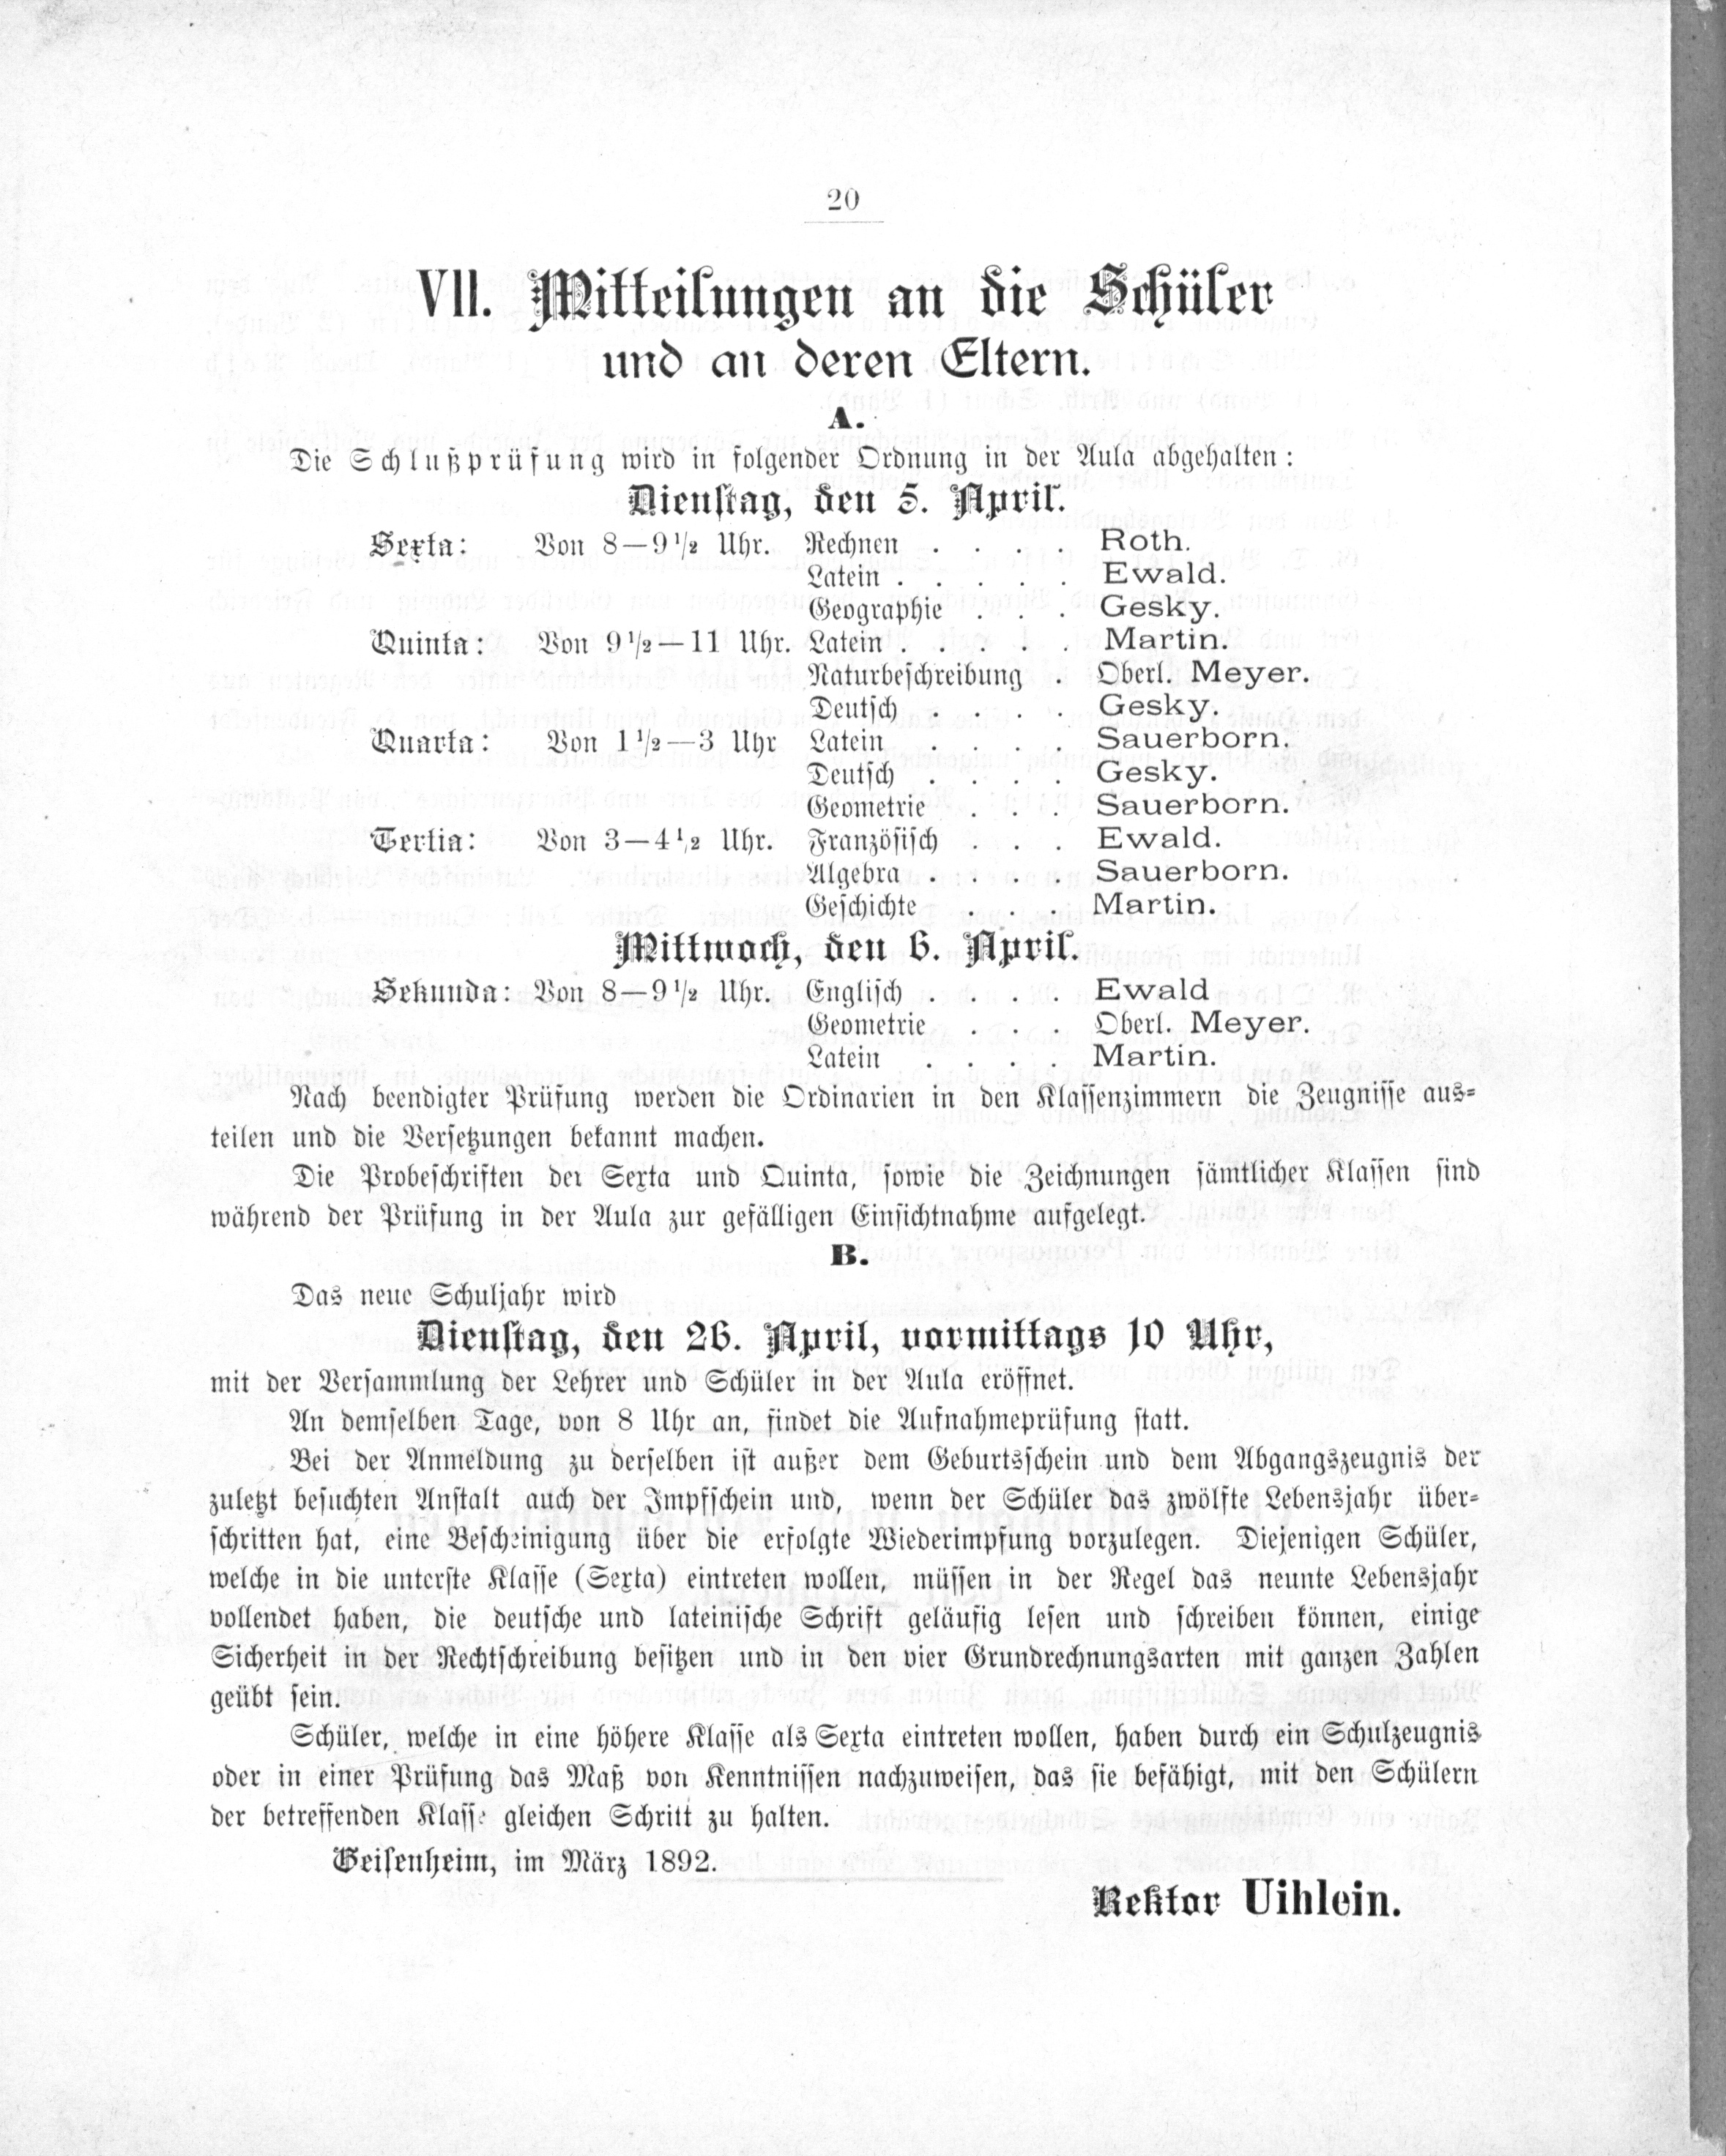 20
VII. Mitteilungen an die Schüler
und an deren Eltern.
A.
Die Schlußprüfung wird in folgender Ordnung in der Aula abgehalten:
Dienstag, den 5. April.
Sexta: Von 8—9 1/2 Uhr. Rechnen . . . . Roth.
Latein . . . . . Ewald.
Geographie . . . Gesky.
Quinta: Von 9 1/2—11 Uhr. Latein . . . . . Martin.
Naturbeschreibung . Oberl. Meyer.
Deutsch . . . . Gesky.
Quarta: Von 1 1/2—3 Uhr Latein . . . . Sauerborn.
Deutsch . . . . Gesky.
Geometrie . . . Sauerborn.
Tertia: Von 3—4 1/2 Uhr. Französisch . . . Ewald.
Algebra . . . . Sauerborn.
Geschichte . . . Martin.
Mittwoch, den 6. April.
Sekunda: Von 8—9 1/2 Uhr. Englisch . . . . Ewald
Geometrie . . . Oberl. Meyer.
Latein . . . . Martin.
Nach beendigter Prüfung werden die Ordinarien in den Klassenzimmern die Zeugnisse aus-
teilen und die Versetzungen bekannt machen.
Die Probeschriften der Sexta und Quinta, sowie die Zeichnungen sämtlicher Klassen sind
während der Prüfung in der Aula zur gefälligen Einsichtnahme aufgelegt.
B.
Das neue Schuljahr wird
Dienstag, den 26. April, vormittags 10 Uhr,
mit der Versammlung der Lehrer und Schüler in der Aula eröffnet.
An demselben Tage, von 8 Uhr an, findet die Aufnahmeprüfung statt.
Bei der Anmeldung zu derselben ist außer dem Geburtsschein und dem Abgangszeugnis der
zuletzt besuchten Anstalt auch der Impfschein und, wenn der Schüler das zwölfte Lebensjahr über-
schritten hat, eine Bescheinigung über die erfolgte Wiederimpfung vorzulegen. Diejenigen Schüler,
welche in die unterste Klasse (Sexta) eintreten wollen, müssen in der Regel das neunte Lebensjahr
vollendet haben, die deutsche und lateinische Schrift geläufig lesen und schreiben können, einige
Sicherheit in der Rechtschreibung besitzen und in den vier Grundrechnungsarten mit ganzen Zahlen
geübt sein.
Schüler, welche in eine höhere Klasse als Sexta eintreten wollen, haben durch ein Schulzeugnis
oder in einer Prüfung das Maß von Kenntnissen nachzuweisen, das sie befähigt, mit den Schülern
der betreffenden Klasse gleichen Schritt zu halten.
Geisenheim, im März 1892.
Rektor Uihlein.